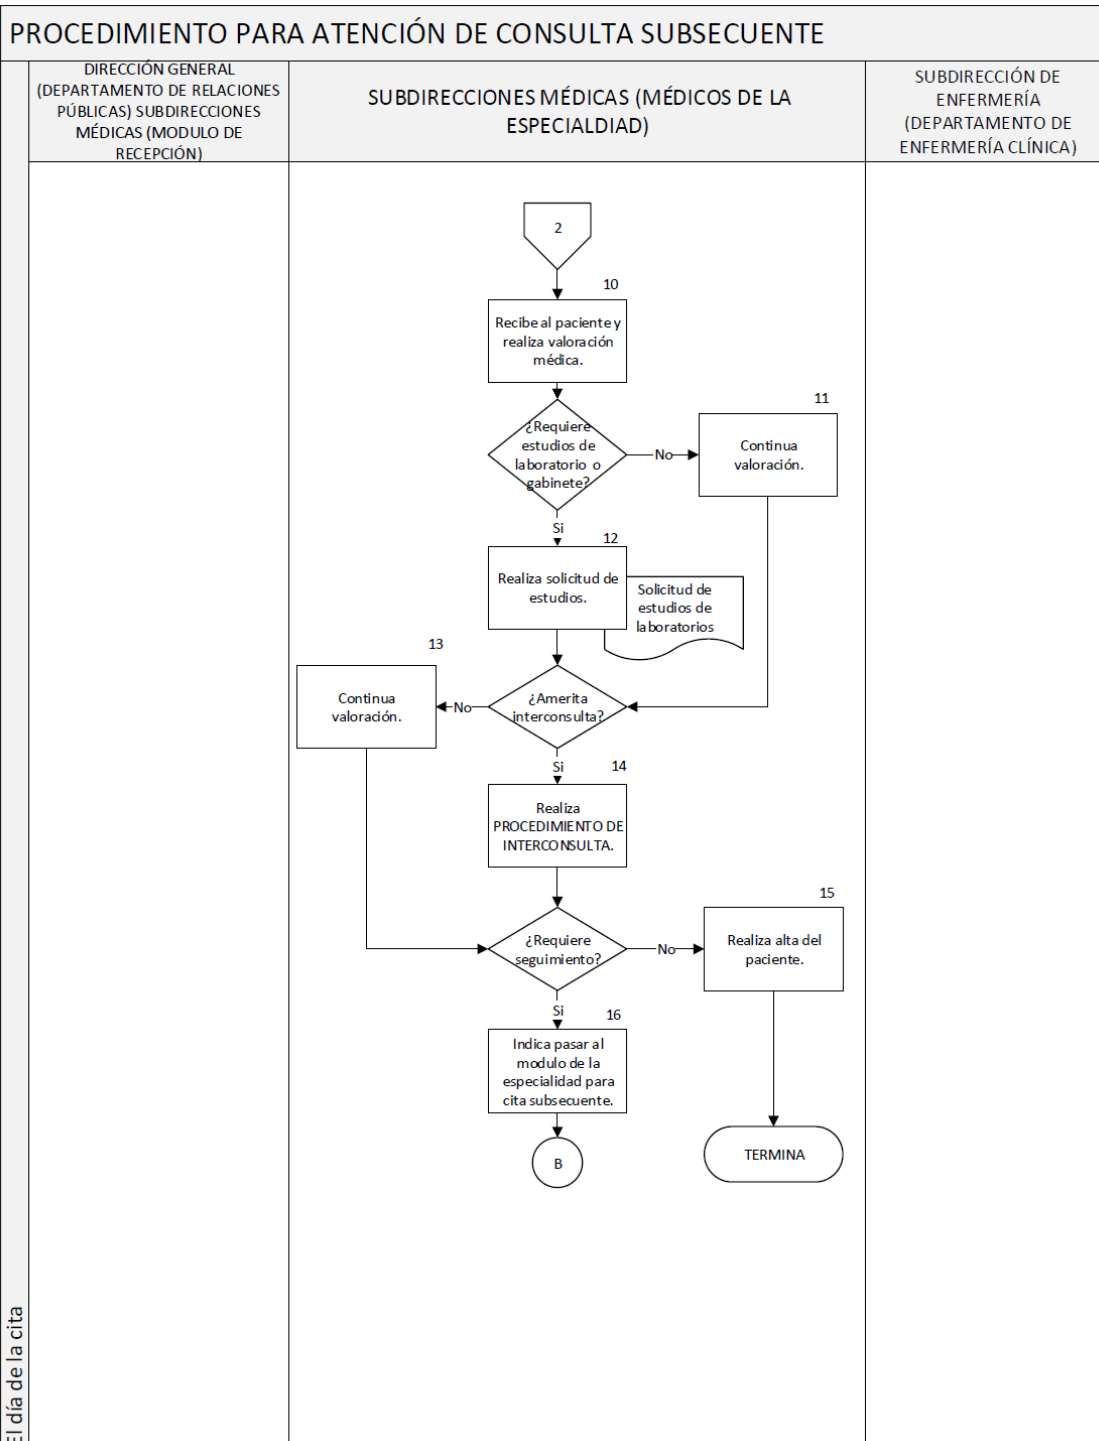 PROCEDIMIENTO PARA ATENCIÓN DE CONSULTA SUBSECUENTE
DIRECCIÓN GENERAL
(DEPARTAMENTO DE RELACIONES
PÚBLICAS) SUBDIRECCIONES
MÉDICAS (MODULO DE
RECEPCIÓN)
SUBDIRECCIONES MÉDICAS (MÉDICOS DE LA
ESPECIALDIAD)
SUBDIRECCIÓN DE
ENFERMERÍA
(DEPARTAMENTO DE
ENFERMERÍA CLÍNICA)
2
10
Recibe al paciente y
realiza valoración
médica.
¿Requiere
estudios de
laboratorio o
gabinete?
No
11
Continua
valoración.
Si
12
Realiza solicitud de
estudios.
Solicitud de
estudios de
laboratorios
13
Continua
valoración.
No
¿Amerita
interconsulta?
Si
14
Realiza
PROCEDIMIENTO DE
INTERCONSULTA.
¿Requiere
seguimiento?
No
15
Realiza alta del
paciente.
Si
16
Indica pasar al
modulo de la
especialidad para
cita subsecuente.
B
TERMINA
El día de la cita